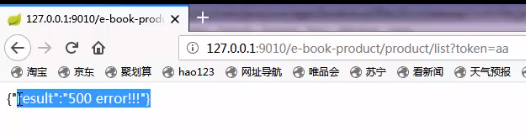 127.0.0.1:9010/e-book-product/
127.0.0.1:9010/e-book-product/product/list?token=aa
淘宝 京东 聚划算 hao123 网址导航 唯品会 苏宁 看新闻 天气预报
{"result":"500 error!!!"}